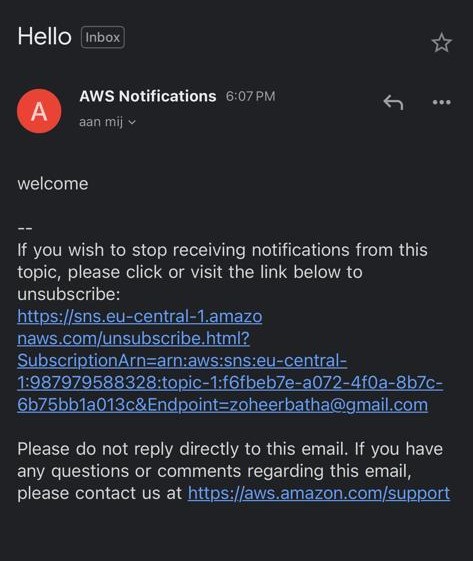 Hello Inbox
A
AWS Notifications 6:07 PM
aan mij
welcome
--
If you wish to stop receiving notifications from this
topic, please click or visit the link below to
unsubscribe:
https://sns.eu-central-1.amazo
naws.com/unsubscribe.html?
SubscriptionArn=arn:aws:sns:eu-central-
1:987979588328:topic-1:f6fbeb7e-a072-4f0a-8b7c-
6b75bb1a013c&Endpoint=zoheerbatha@gmail.com
Please do not reply directly to this email. If you have
any questions or comments regarding this email,
please contact us at https://aws.amazon.com/support